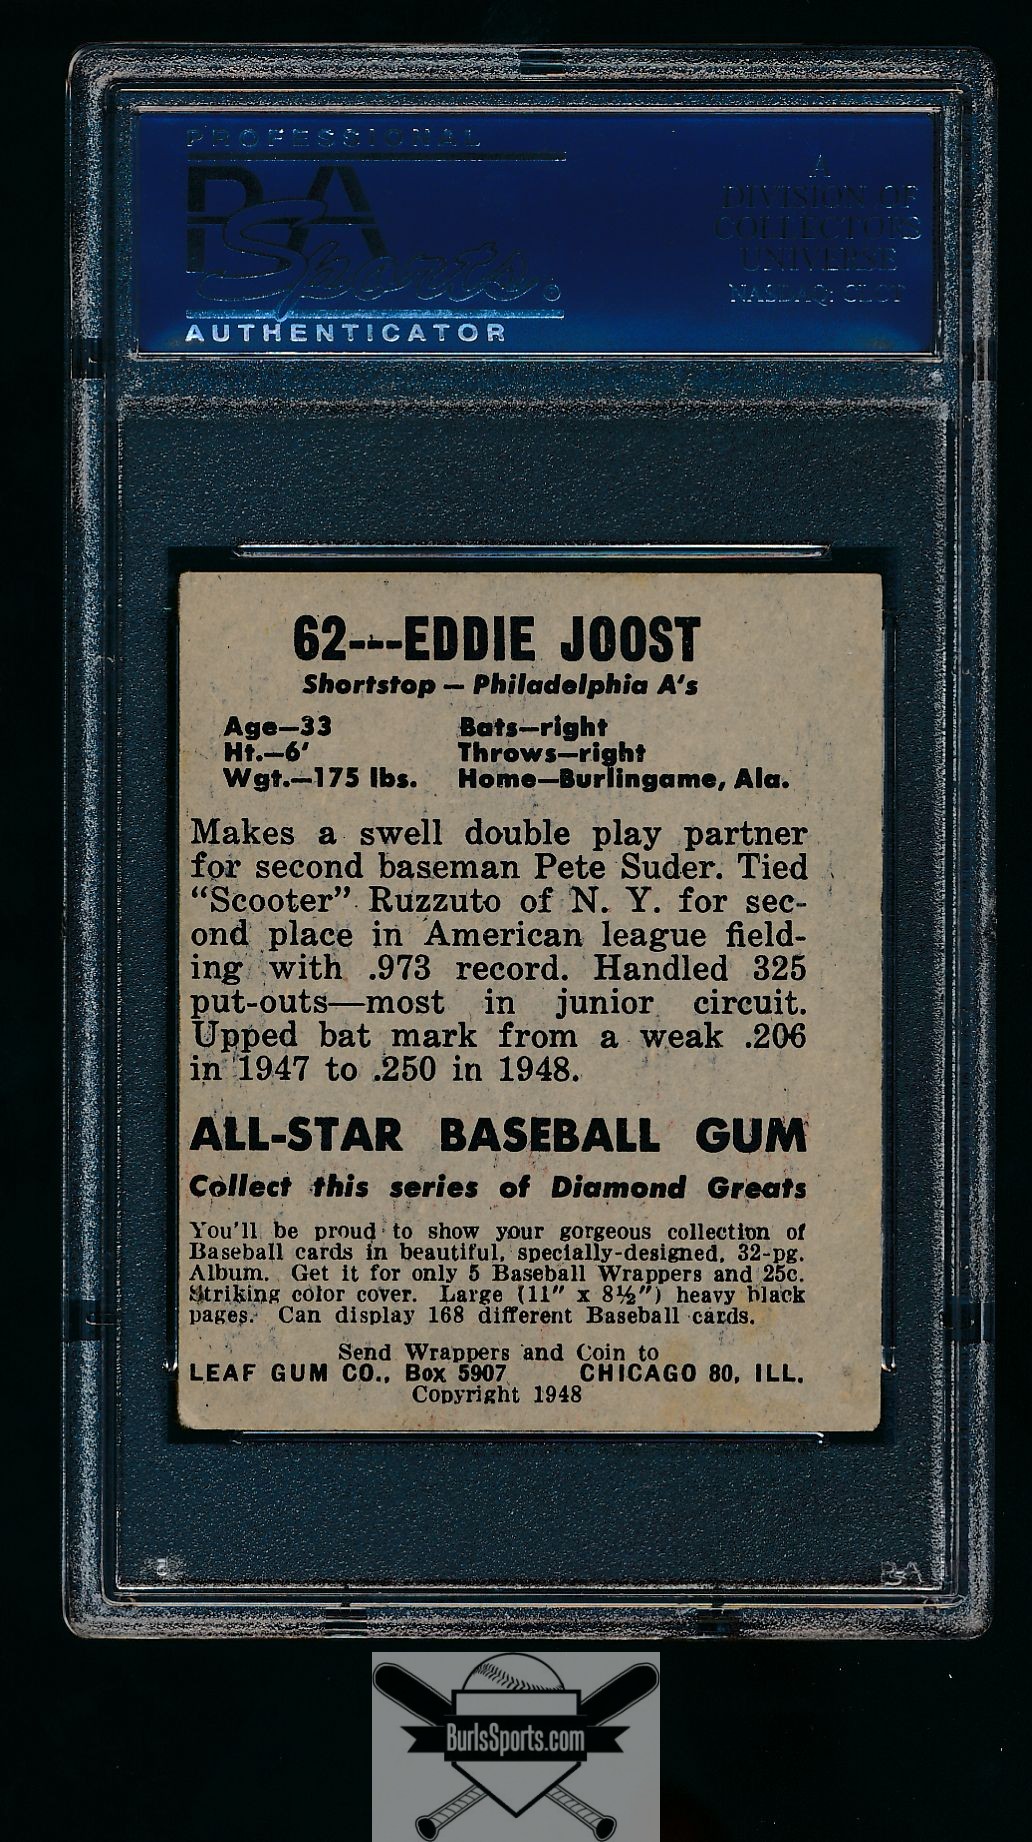 PROFESSIONAL
PSA
Sports®
AUTHENTICATOR
A
DIVISION OF
COLLECTORS
UNIVERSE
NASDAQ: CLCT
62---EDDIE JOOST
Shortstop — Philadelphia A's
Age—33 Bats—right
Ht.—6' Throws—right
Wgt.—175 lbs. Home—Burlingame, Ala.
Makes a swell double play partner
for second baseman Pete Suder. Tied
“Scooter” Ruzzuto of N. Y. for sec-
ond place in American league field-
ing with .973 record. Handled 325
put-outs—most in junior circuit.
Upped bat mark from a weak .206
in 1947 to .250 in 1948.
ALL-STAR BASEBALL GUM
Collect this series of Diamond Greats
You'll be proud to show your gorgeous collection of
Baseball cards in beautiful, specially-designed, 32-pg.
Album. Get it for only 5 Baseball Wrappers and 25c.
Striking color cover. Large (11″ x 8½″) heavy black
pages. Can display 168 different Baseball cards.
Send Wrappers and Coin to
LEAF GUM CO., Box 5907 CHICAGO 80, ILL.
Copyright 1948
PSA
BurlsSports.com